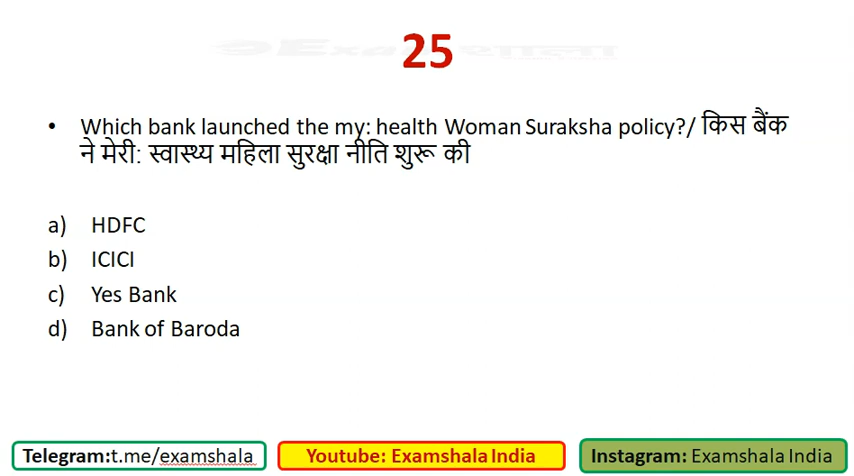 25
• Which bank launched the my: health Woman Suraksha policy?/ किस बैंक
ने मेरी: स्वास्थ्य महिला सुरक्षा नीति शुरू की
a) HDFC
b) ICICI
c) Yes Bank
d) Bank of Baroda
Telegram:t.me/examshala
Youtube: Examshala India
Instagram: Examshala India